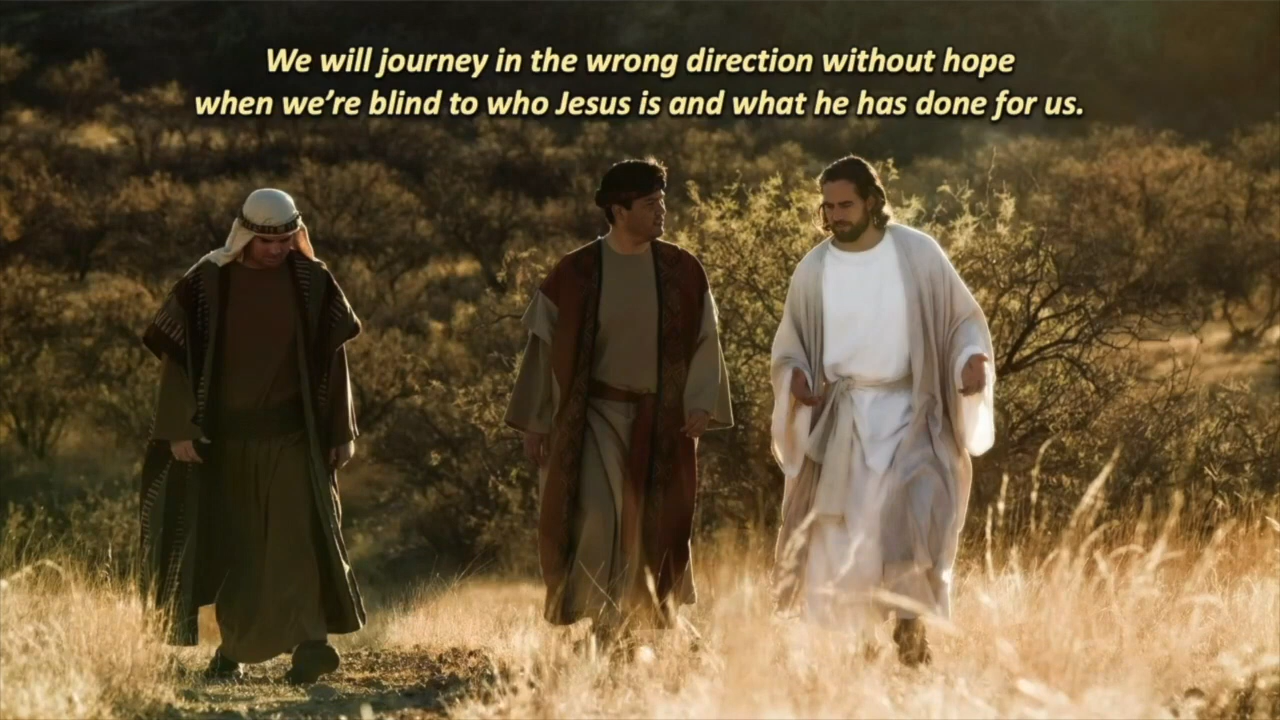 We will journey in the wrong direction without hope
when we’re blind to who Jesus is and what he has done for us.